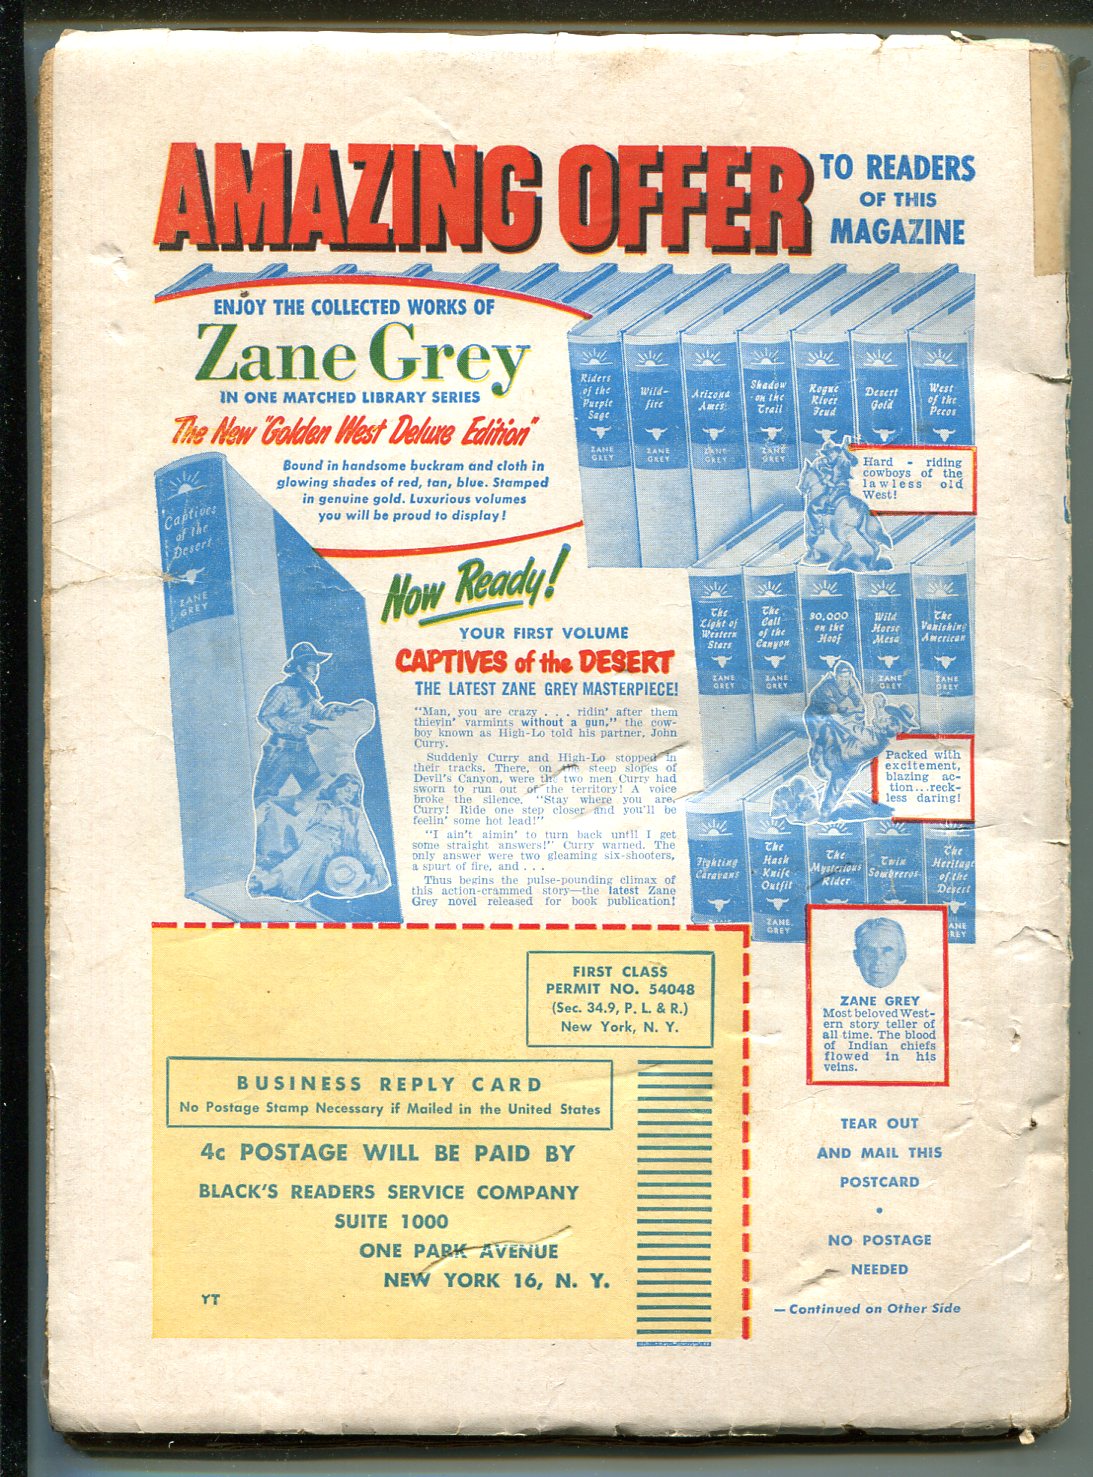 AMAZING OFFER
TO READERS
OF THIS
MAGAZINE
ENJOY THE COLLECTED WORKS OF
Zane Grey
IN ONE MATCHED LIBRARY SERIES
The New "Golden West Deluxe Edition"
Bound in handsome buckram and cloth in
glowing shades of red, tan, blue. Stamped
in genuine gold. Luxurious volumes
you will be proud to display!
Riders
of the
Purple
Sage
ZANE
GREY
Wild-
fire
ZANE
GREY
Arizona
Ames
ZANE
GREY
Shadow
on the
Trail
ZANE
GREY
Rogue
River
Feud
Desert
Gold
West
of the
Pecos
Hard - riding
cowboys of the
lawless old
West!
Captives
of the
Desert
ZANE
GREY
Now Ready!
YOUR FIRST VOLUME
CAPTIVES of the DESERT
THE LATEST ZANE GREY MASTERPIECE!
"Man, you are crazy . . . ridin' after them
thievin' varmints without a gun," the cow-
boy known as High-Lo told his partner, John
Curry.
Suddenly Curry and High-Lo stopped in
their tracks. There, on the steep slopes of
Devil's Canyon, were the two men Curry had
sworn to run out of the territory! A voice
broke the silence, "Stay where you are,
Curry! Ride one step closer and you'll be
feelin' some hot lead!"
"I ain't aimin' to turn back until I get
some straight answers!" Curry warned. The
only answer were two gleaming six-shooters,
a spurt of fire, and . . .
Thus begins the pulse-pounding climax of
this action-crammed story—the latest Zane
Grey novel released for book publication!
The
Light of
Western
Stars
ZANE
GREY
The
Call
of the
Canyon
ZANE
GREY
30,000
on the
Hoof
Wild
Horse
Mesa
The
Vanishing
American
ZANE
GREY
Packed with
excitement,
blazing ac-
tion...reck-
less daring!
Fighting
Caravans
The
Hash
Knife
Outfit
ZANE
GREY
The
Mysterious
Rider
Twin
Sombreros
The
Heritage
of the
Desert
ZANE GREY
Most beloved West-
ern story teller of
all time. The blood
of Indian chiefs
flowed in his
veins.
FIRST CLASS
PERMIT NO. 54048
(Sec. 34.9, P. L. & R.)
New York, N. Y.
BUSINESS REPLY CARD
No Postage Stamp Necessary if Mailed in the United States
4c POSTAGE WILL BE PAID BY
BLACK'S READERS SERVICE COMPANY
SUITE 1000
ONE PARK AVENUE
NEW YORK 16, N. Y.
YT
TEAR OUT
AND MAIL THIS
POSTCARD
•
NO POSTAGE
NEEDED
—Continued on Other Side